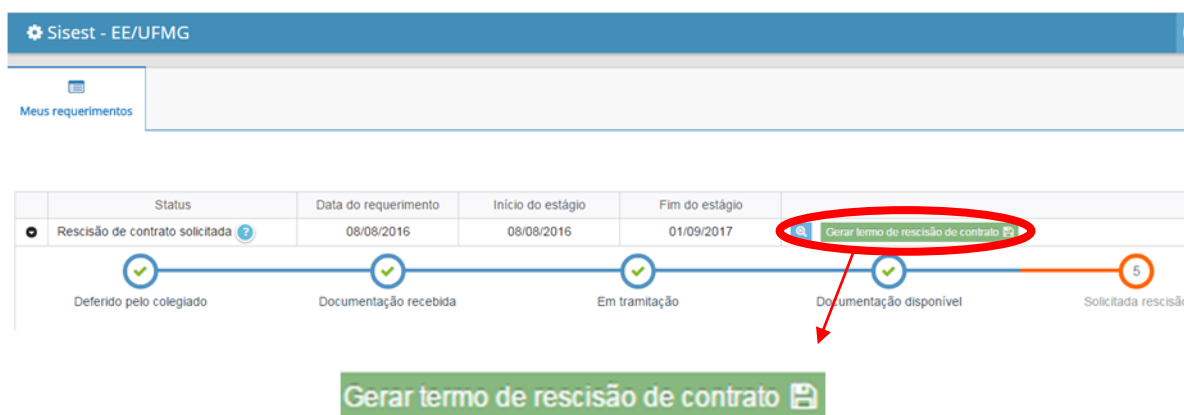 Sisest - EE/UFMG
Meus requerimentos
Status Data do requerimento Início do estágio Fim do estágio
Rescisão de contrato solicitada ? 08/08/2016 08/08/2016 01/09/2017 Gerar termo de rescisão de contrato
5
Deferido pelo colegiado Documentação recebida Em tramitação Documentação disponível Solicitada rescisão
Gerar termo de rescisão de contrato